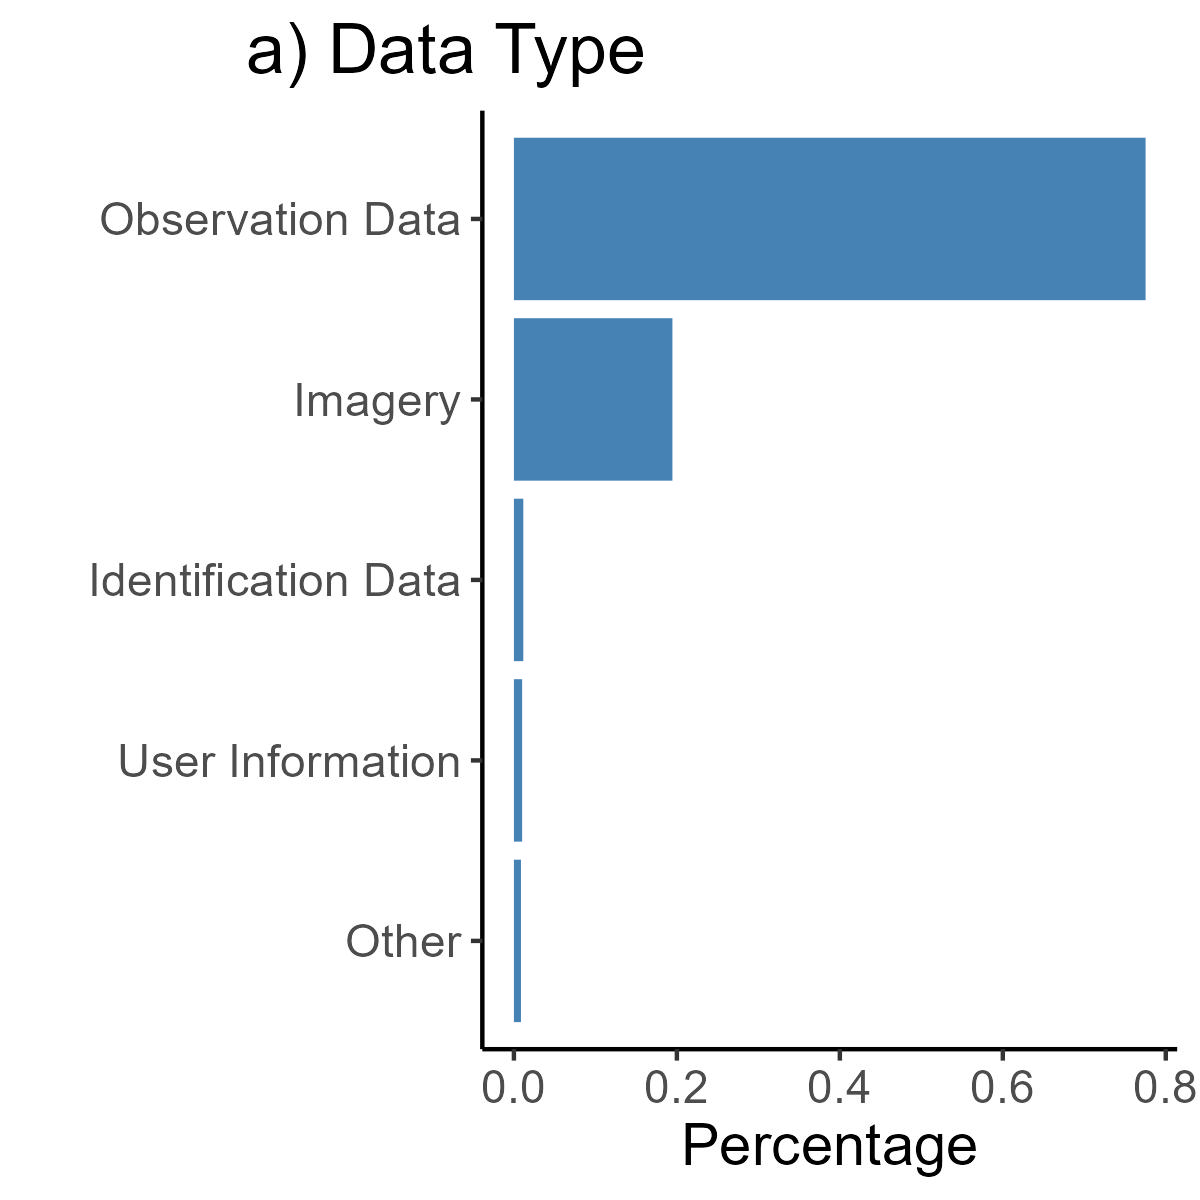 a) Data Type
Observation Data
Imagery
Identification Data
User Information
Other
0.0 0.2 0.4 0.6 0.8
Percentage